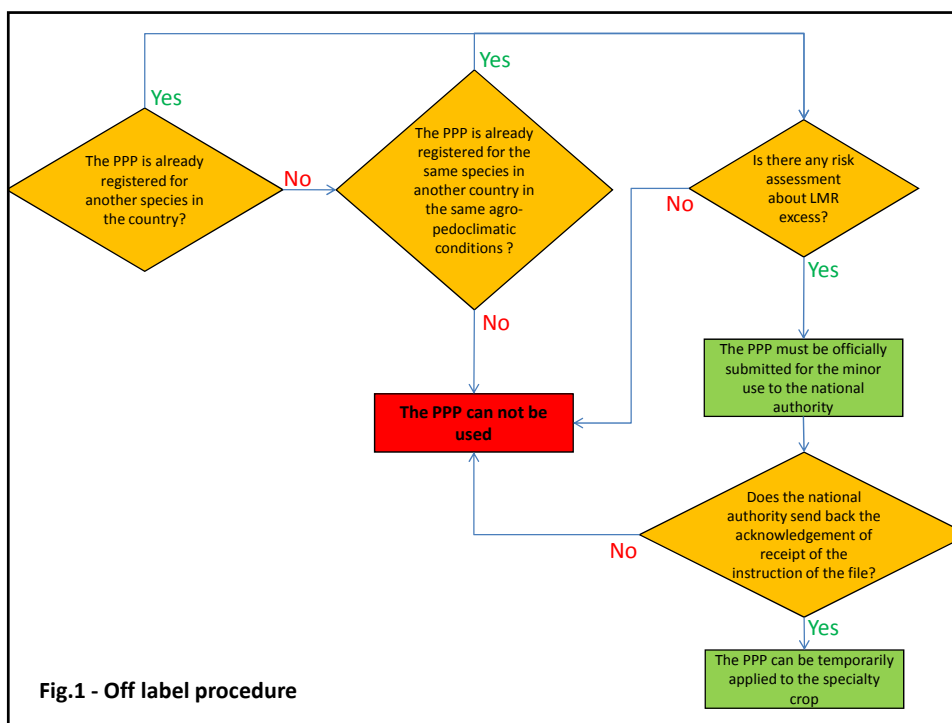 Yes
Yes
The PPP is already
registered for
another species in
the country?
No
The PPP is already
registered for the
same species in
another country in
the same agro-
pedoclimatic
conditions ?
No
Is there any risk
assessment
about LMR
excess?
No
Yes
The PPP must be officially
submitted for the minor
use to the national
authority
The PPP can not be
used
Does the national
authority send back the
acknowledgement of
receipt of the
instruction of the file?
No
Yes
The PPP can be temporarily
applied to the specialty
crop
Fig.1 - Off label procedure